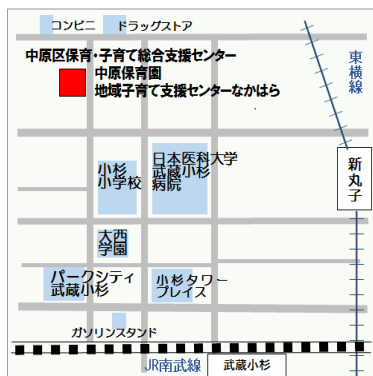 コンビニ ドラッグストア
中原区保育・子育て総合支援センター
中原保育園
地域子育て支援センターなかはら
東横線
日本医科大学
武蔵小杉
病院
小杉
小学校
新丸子
大西
学園
パークシティ
武蔵小杉
小杉タワー
プレイス
ガソリンスタンド
JR南武線
武蔵小杉